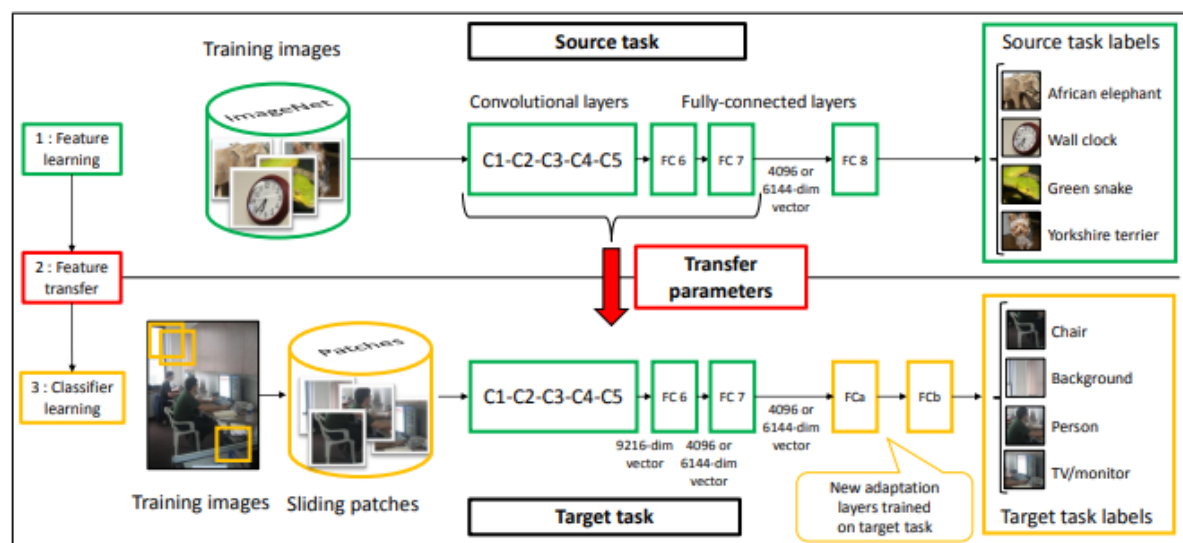 Source task
Training images
Source task labels
ImageNet
Convolutional layers
Fully-connected layers
African elephant
1 : Feature
learning
C1-C2-C3-C4-C5
FC 6
FC 7
FC 8
Wall clock
4096 or
6144-dim
vector
Green snake
Yorkshire terrier
2 : Feature
transfer
Transfer
parameters
Patches
Chair
3 : Classifier
learning
C1-C2-C3-C4-C5
FC 6
FC 7
4096 or
6144-dim
vector
FCa
FCb
Background
9216-dim
vector
4096 or
6144-dim
vector
Person
TV/monitor
Training images
Sliding patches
Target task
New adaptation
layers trained
on target task
Target task labels